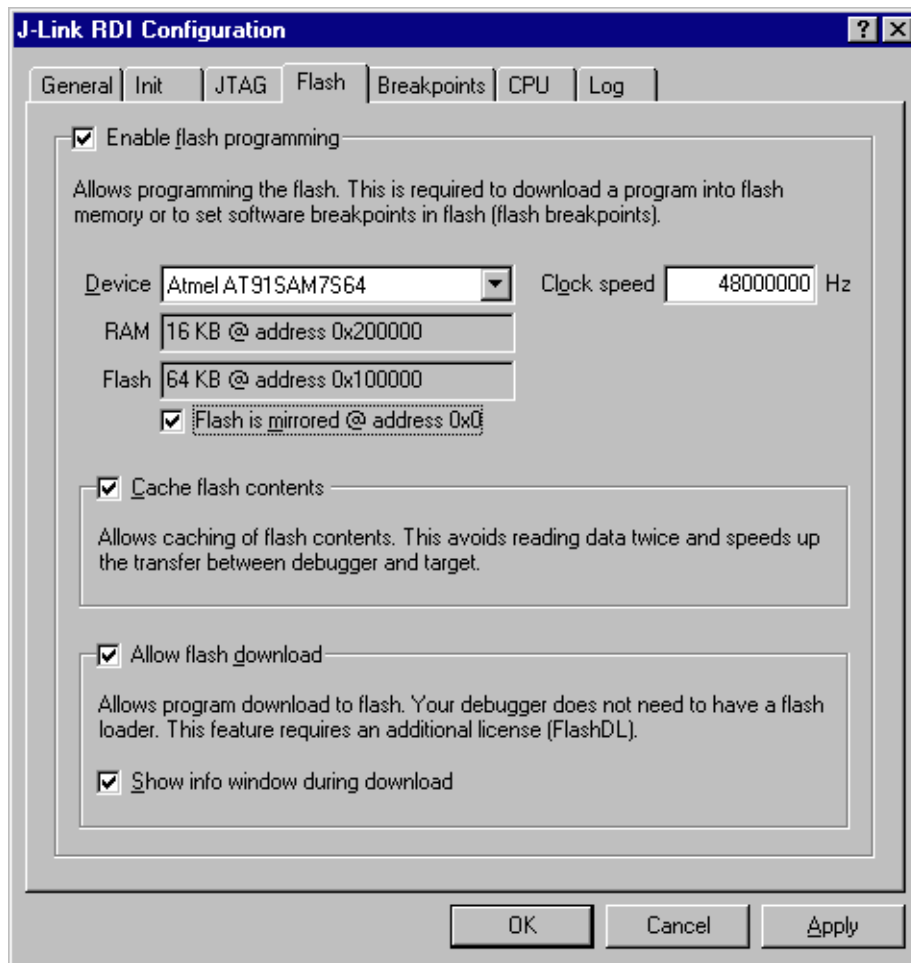 J-Link RDI Configuration
General Init JTAG Flash Breakpoints CPU Log
Enable flash programming
Allows programming the flash. This is required to download a program into flash
memory or to set software breakpoints in flash (flash breakpoints).
Device Atmel AT91SAM7S64 Clock speed 48000000 Hz
RAM 16 KB @ address 0x200000
Flash 64 KB @ address 0x100000
Flash is mirrored @ address 0x0
Cache flash contents
Allows caching of flash contents. This avoids reading data twice and speeds up
the transfer between debugger and target.
Allow flash download
Allows program download to flash. Your debugger does not need to have a flash
loader. This feature requires an additional license (FlashDL).
Show info window during download
OK Cancel Apply